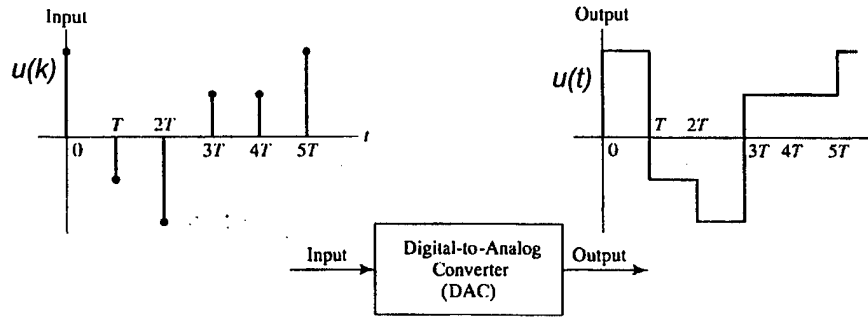 Input
Output
u(k)
u(t)
T 2T
0 3T 4T 5T t
T 2T
0 3T 4T 5T
Input
Digital-to-Analog
Converter
(DAC)
Output